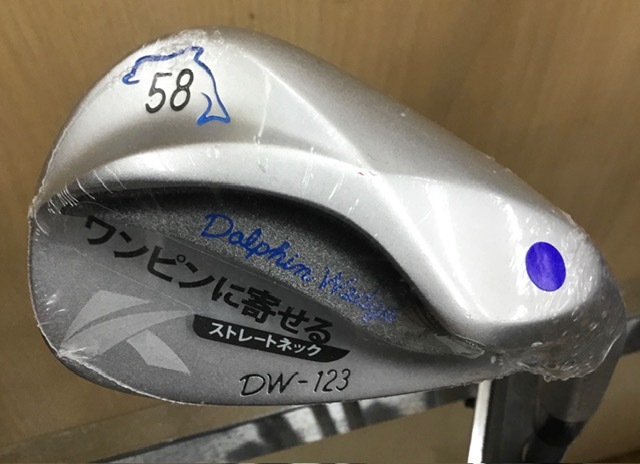 58
Dolphin Wedge
ワンピンに寄せる
ストレートネック
DW-123